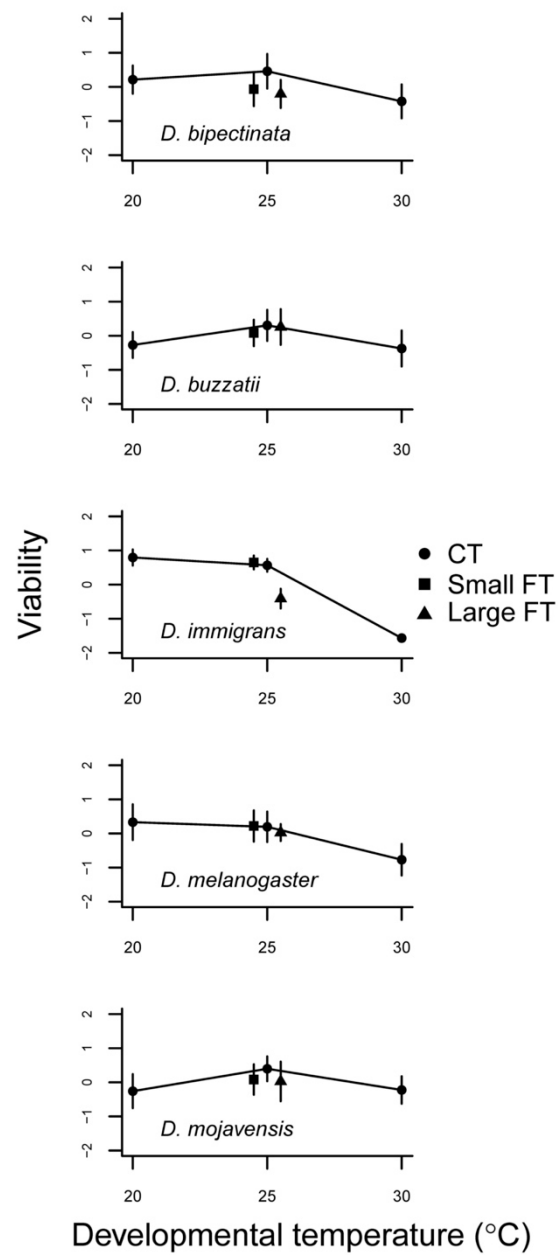 2
1
0
-1
-2
D. bipectinata
20 25 30
2
1
0
-1
-2
D. buzzatii
20 25 30
2
1
0
-1
-2
D. immigrans
20 25 30
Viability
CT
Small FT
Large FT
2
1
0
-1
-2
D. melanogaster
20 25 30
2
1
0
-1
-2
D. mojavensis
20 25 30
Developmental temperature (°C)